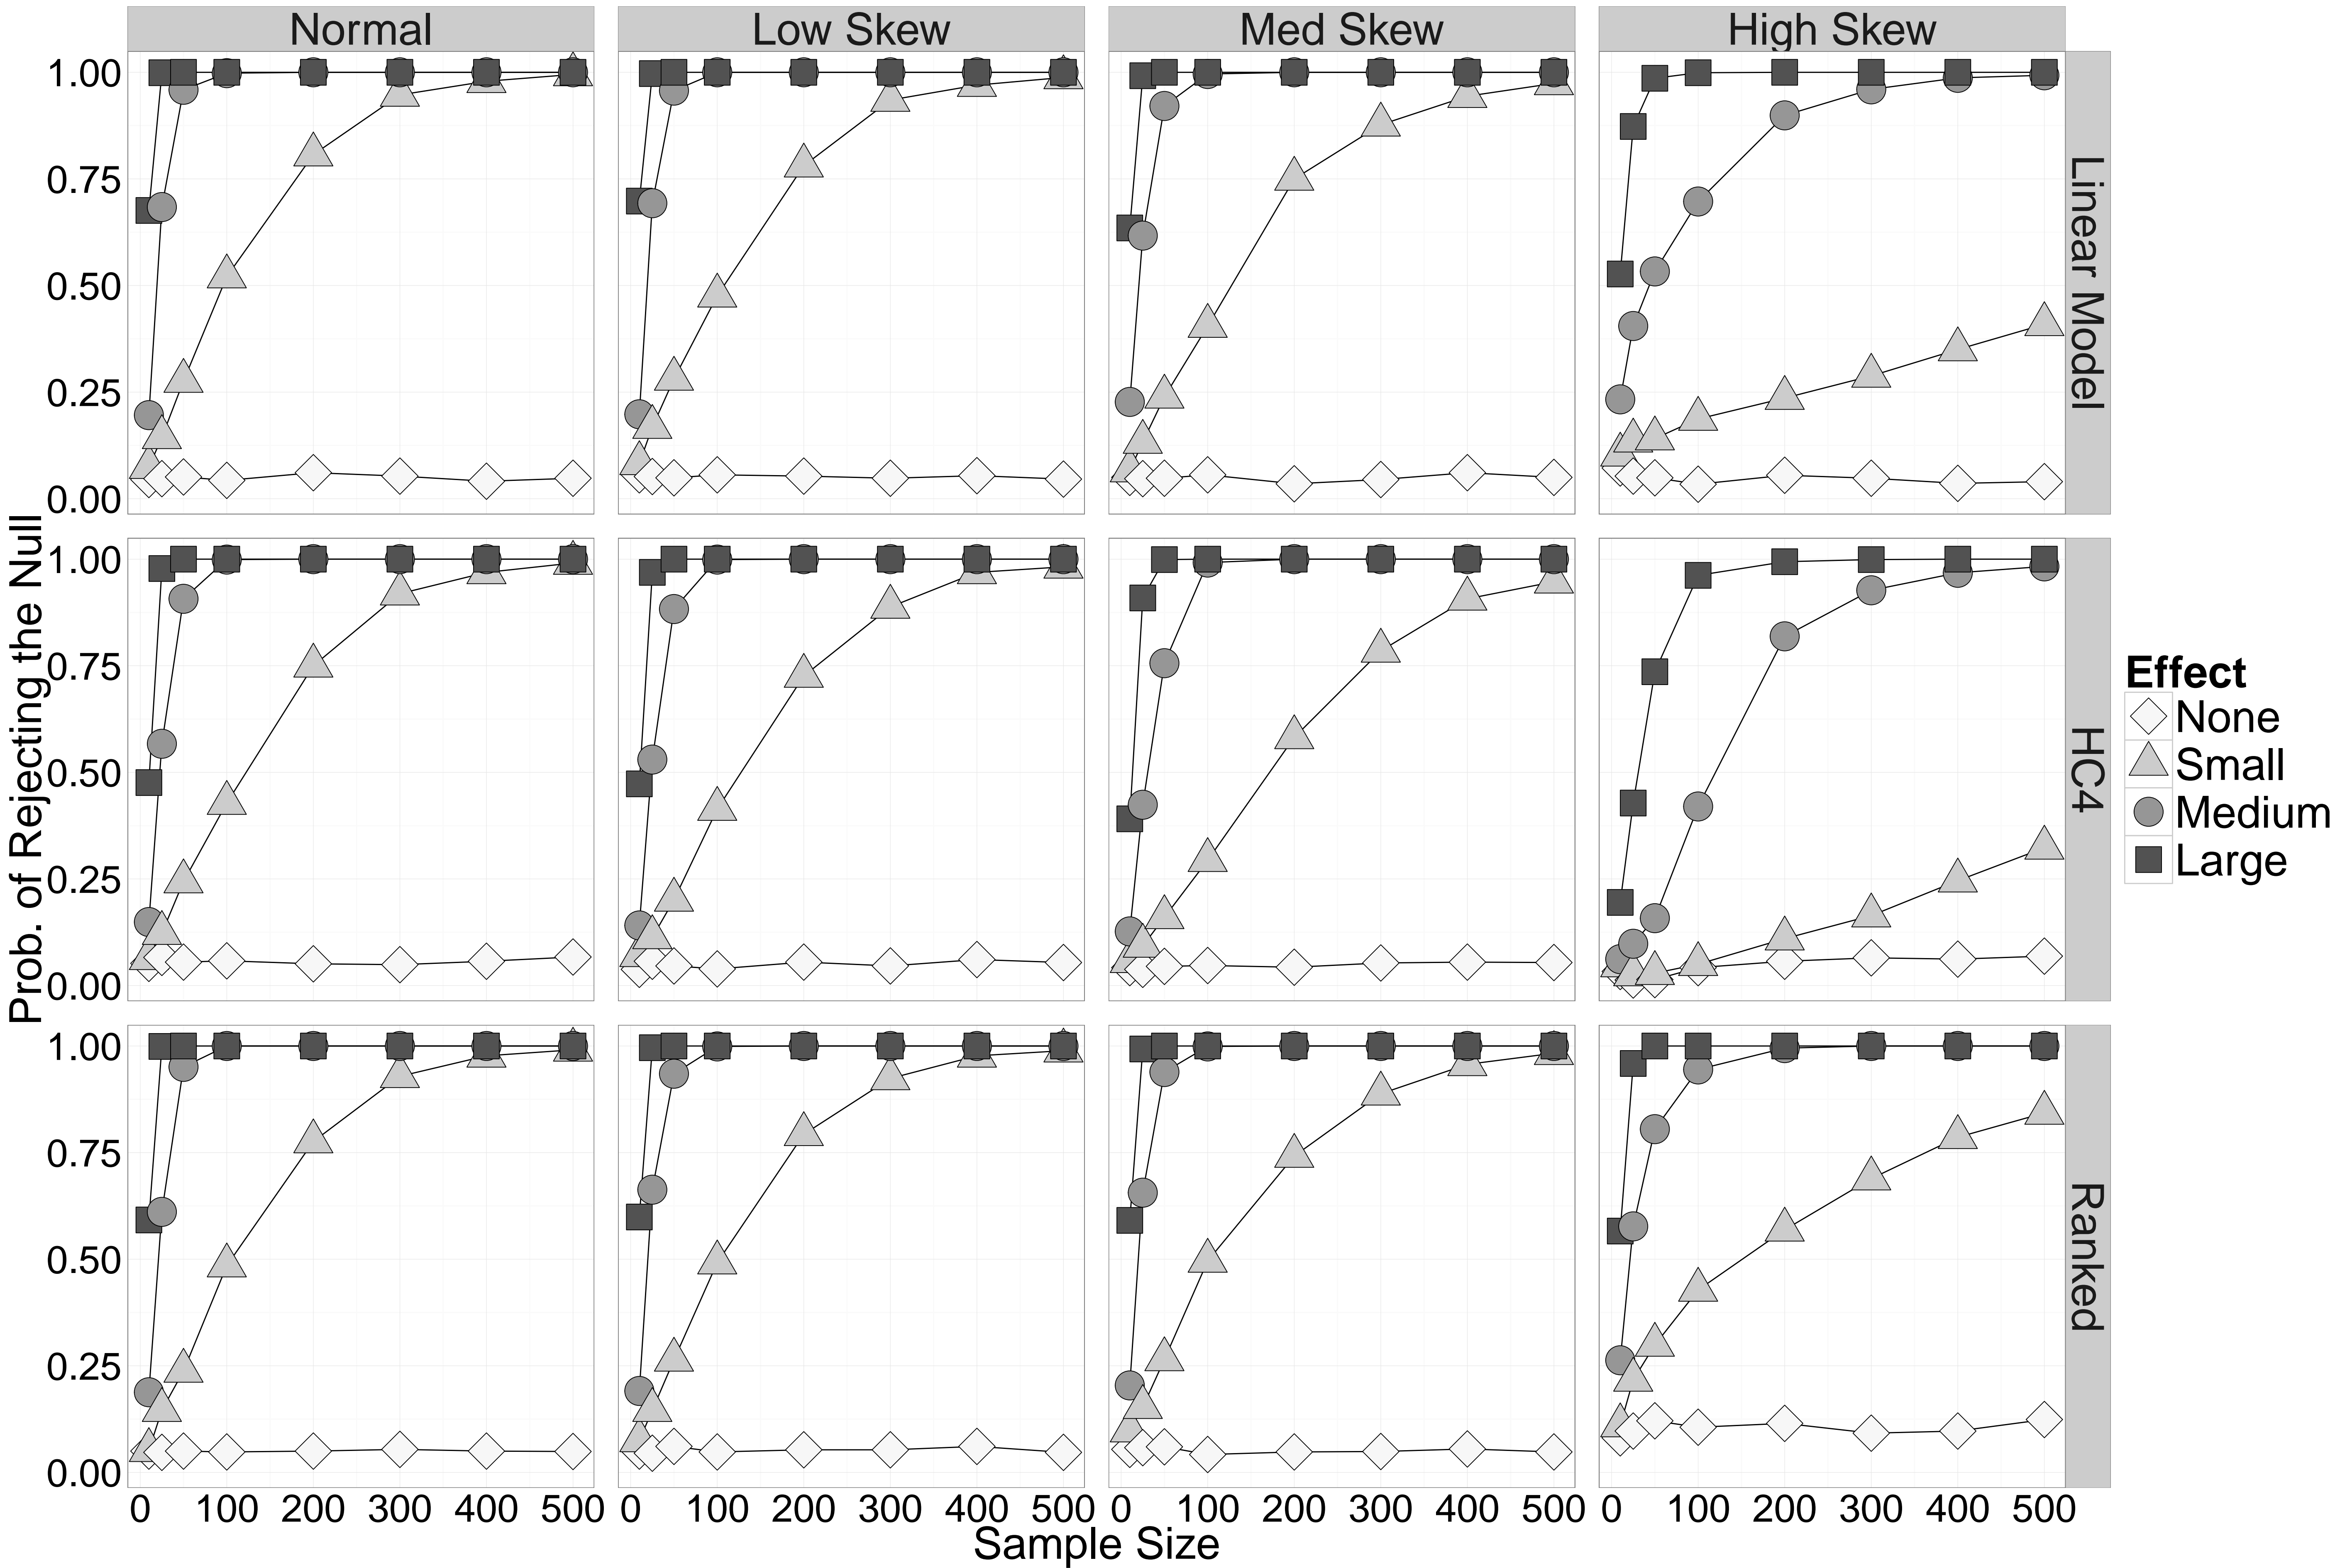 Normal
Low Skew
Med Skew
High Skew
1.00
0.75
0.50
0.25
0.00
Linear Model
1.00
0.75
0.50
0.25
0.00
HC4
1.00
0.75
0.50
0.25
0.00
Ranked
Prob. of Rejecting the Null
0 100 200 300 400 500
0 100 200 300 400 500
0 100 200 300 400 500
0 100 200 300 400 500
Sample Size
Effect
None
Small
Medium
Large